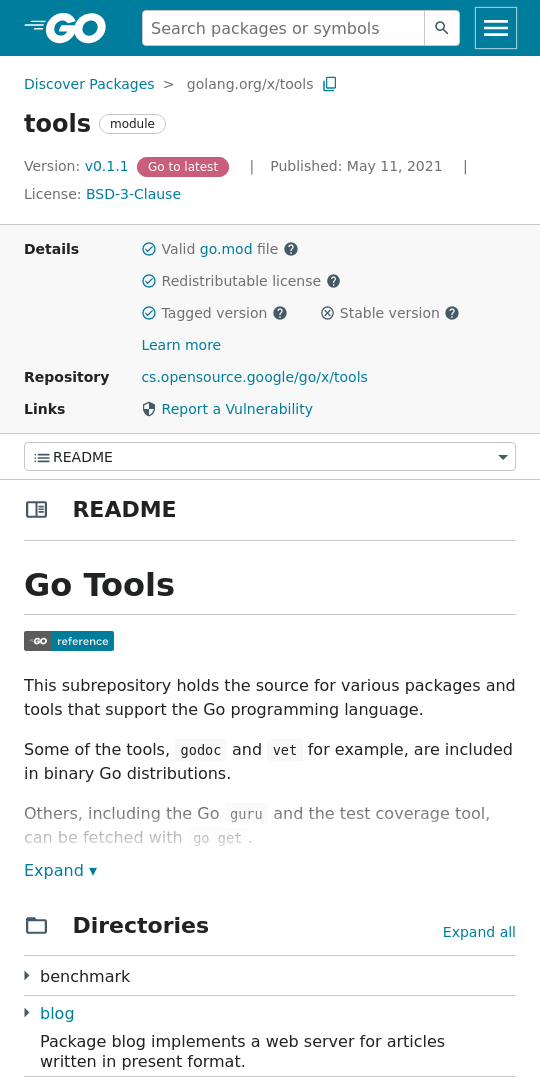 GO
Search packages or symbols
Discover Packages > golang.org/x/tools
tools module
Version: v0.1.1 Go to latest | Published: May 11, 2021 |
License: BSD-3-Clause
Details
Valid go.mod file
Redistributable license
Tagged version Stable version
Learn more
Repository cs.opensource.google/go/x/tools
Links Report a Vulnerability
README
README
Go Tools
GO reference
This subrepository holds the source for various packages and
tools that support the Go programming language.
Some of the tools, godoc and vet for example, are included
in binary Go distributions.
Others, including the Go guru and the test coverage tool,
can be fetched with go get .
Expand ▾
Directories
Expand all
benchmark
blog
Package blog implements a web server for articles
written in present format.